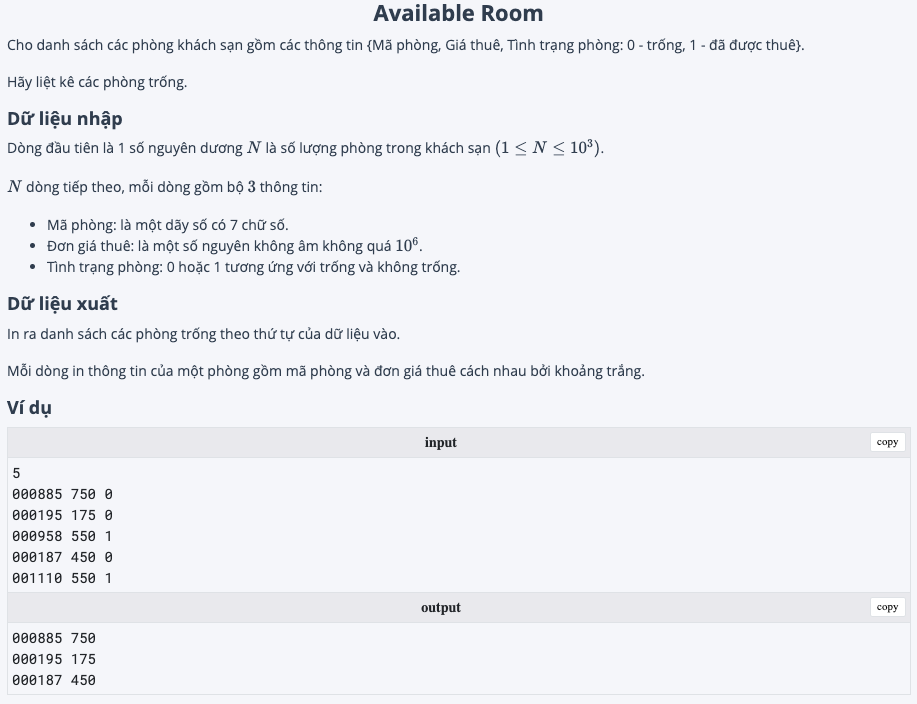 Available Room
Cho danh sách các phòng khách sạn gồm các thông tin {Mã phòng, Giá thuê, Tình trạng phòng: 0 - trống, 1 - đã được thuê}.
Hãy liệt kê các phòng trống.
Dữ liệu nhập
Dòng đầu tiên là 1 số nguyên dương N là số lượng phòng trong khách sạn (1 ≤ N ≤ 10³).
N dòng tiếp theo, mỗi dòng gồm bộ 3 thông tin:
• Mã phòng: là một dãy số có 7 chữ số.
• Đơn giá thuê: là một số nguyên không âm không quá 10⁶.
• Tình trạng phòng: 0 hoặc 1 tương ứng với trống và không trống.
Dữ liệu xuất
In ra danh sách các phòng trống theo thứ tự của dữ liệu vào.
Mỗi dòng in thông tin của một phòng gồm mã phòng và đơn giá thuê cách nhau bởi khoảng trắng.
Ví dụ
input copy
5
000885 750 0
000195 175 0
000958 550 1
000187 450 0
001110 550 1
output copy
000885 750
000195 175
000187 450